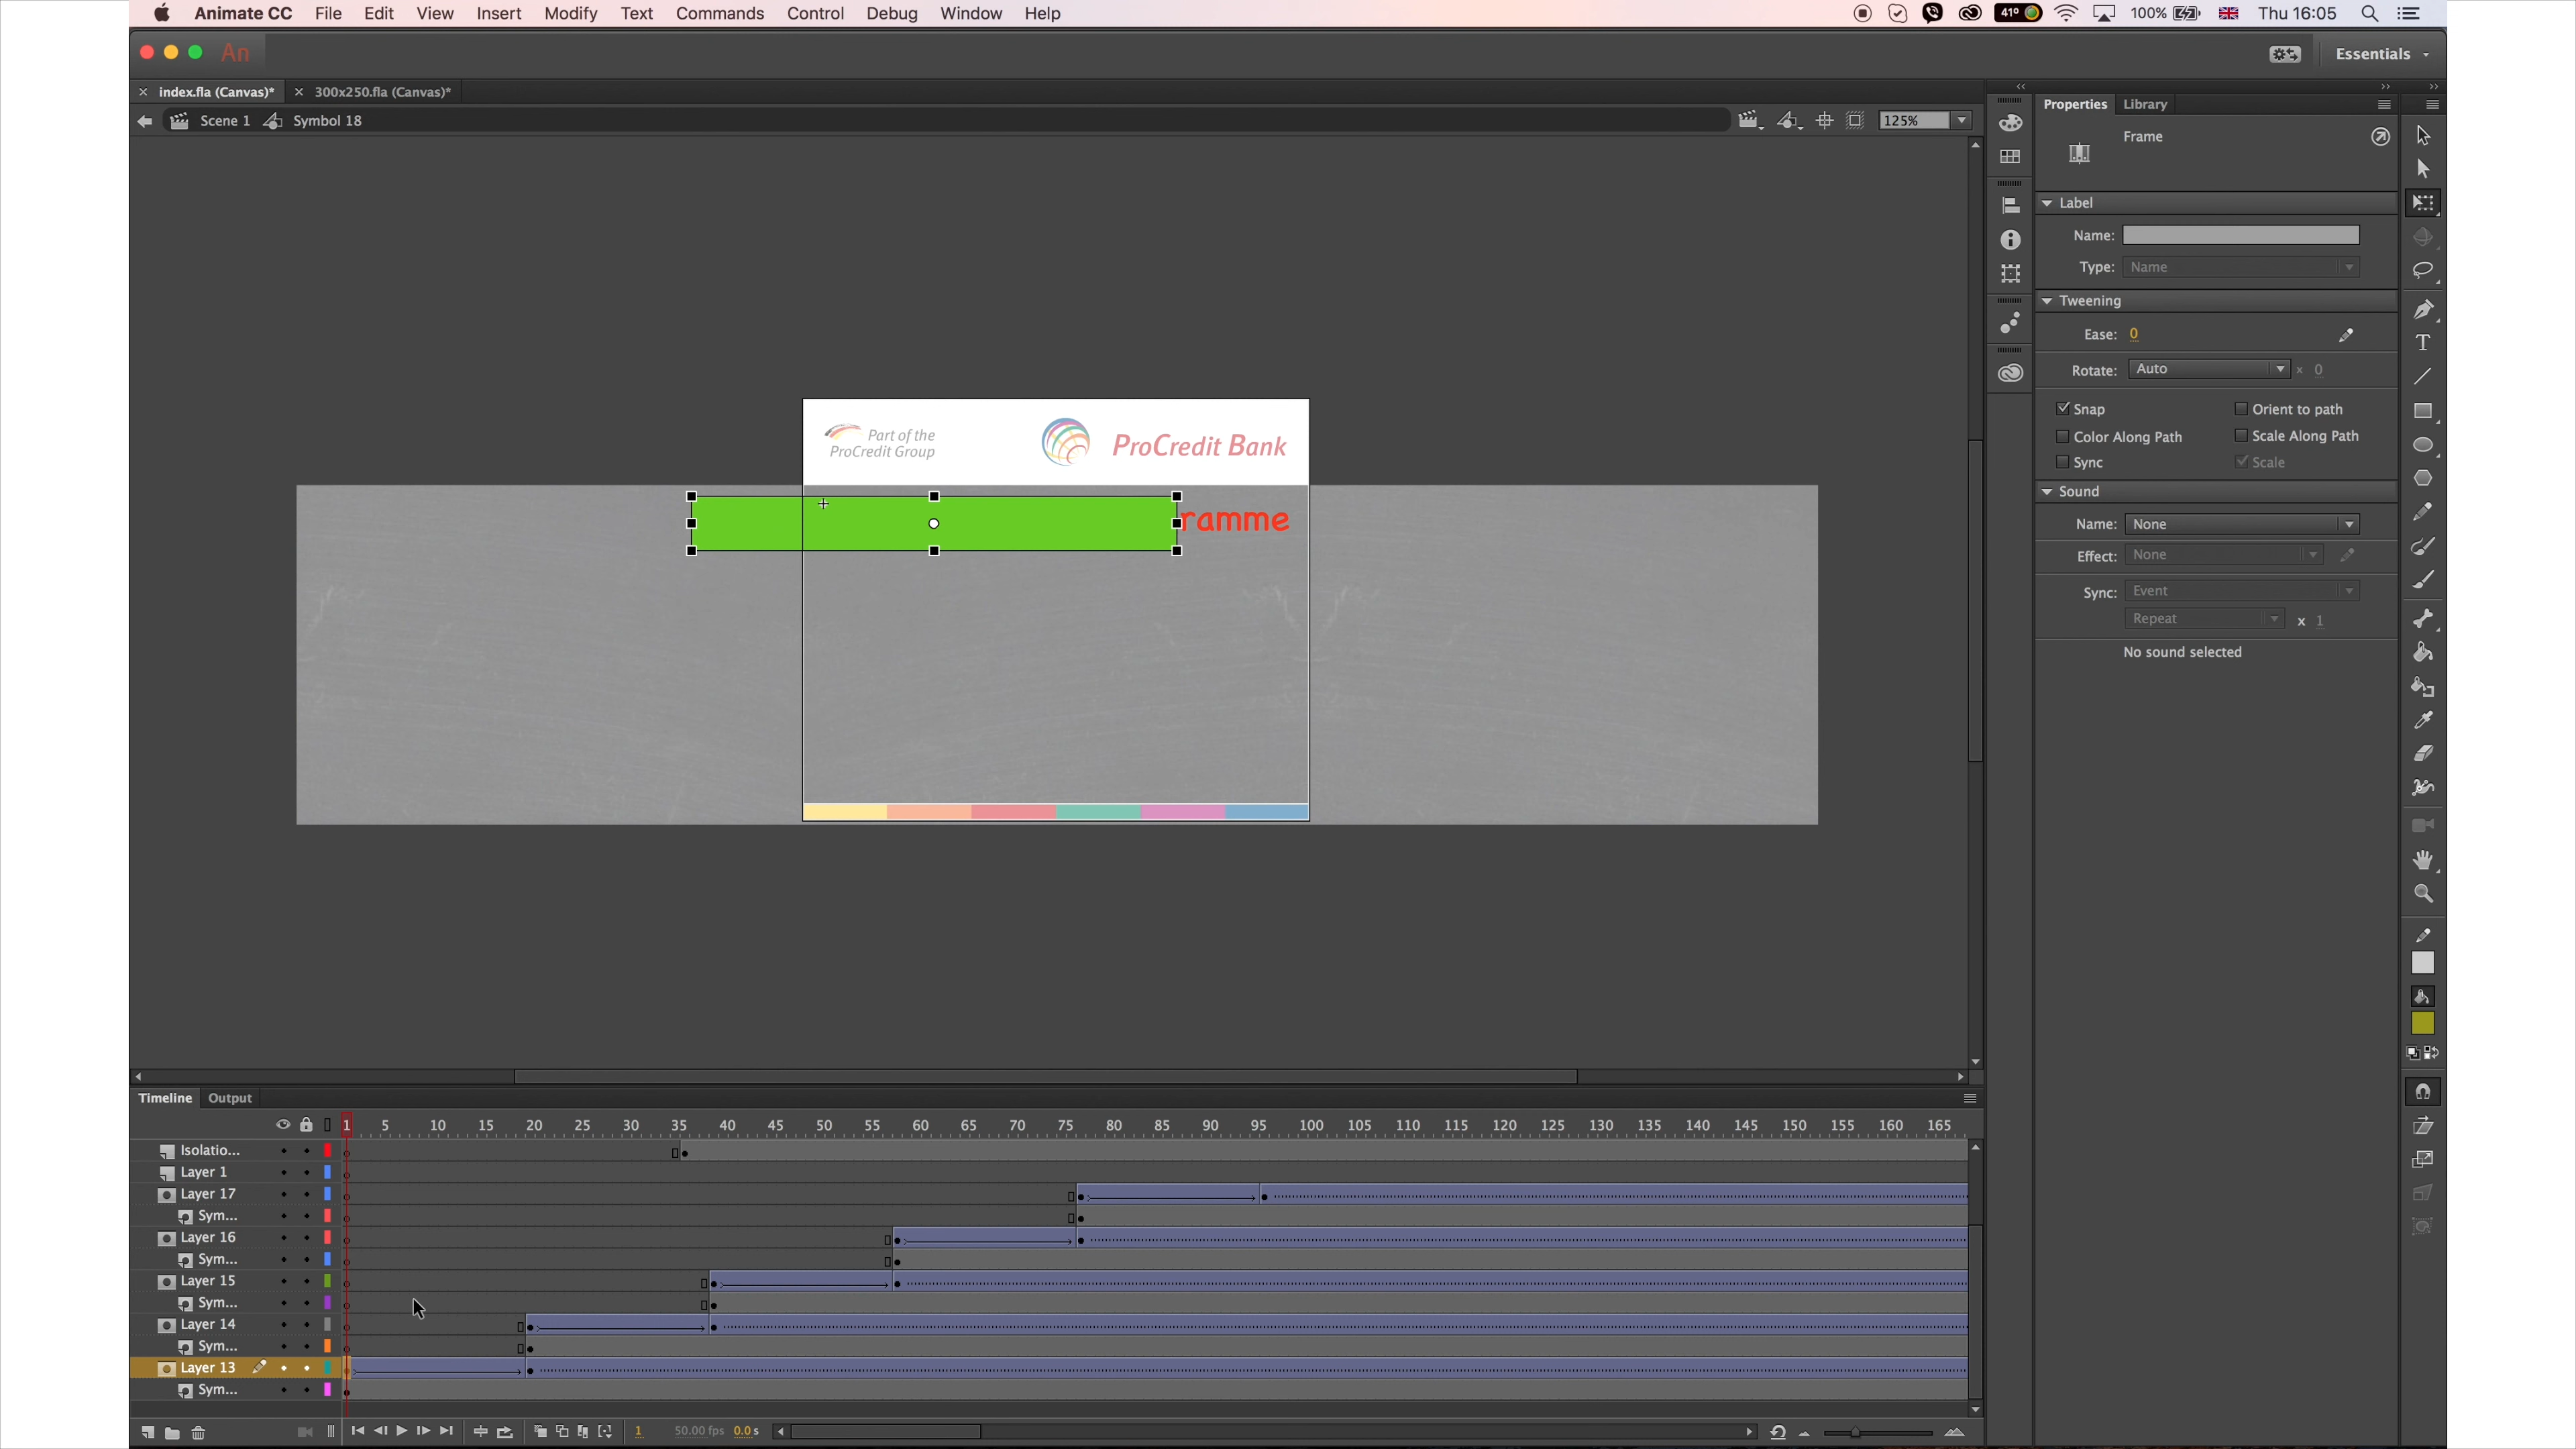 Animate CC File Edit View Insert Modify Text Commands Control Debug Window Help
41° 100% Thu 16:05
An Essentials
index.fla (Canvas)* 300x250.fla (Canvas)*
Scene 1 Symbol 18 125%
Properties Library
Frame
Label
Name:
Type: Name
Tweening
Ease: 0
Rotate: Auto x 0
Snap Orient to path
Color Along Path Scale Along Path
Sync Scale
Sound
Name: None
Effect: None
Sync: Event
Repeat x 1
No sound selected
Part of the
ProCredit Group
ProCredit Bank
ramme
Timeline Output
1 5 10 15 20 25 30 35 40 45 50 55 60 65 70 75 80 85 90 95 100 105 110 115 120 125 130 135 140 145 150 155 160 165
Isolatio...
Layer 1
Layer 17
Sym...
Layer 16
Sym...
Layer 15
Sym...
Layer 14
Sym...
Layer 13
Sym...
1 50.00 fps 0.0 s